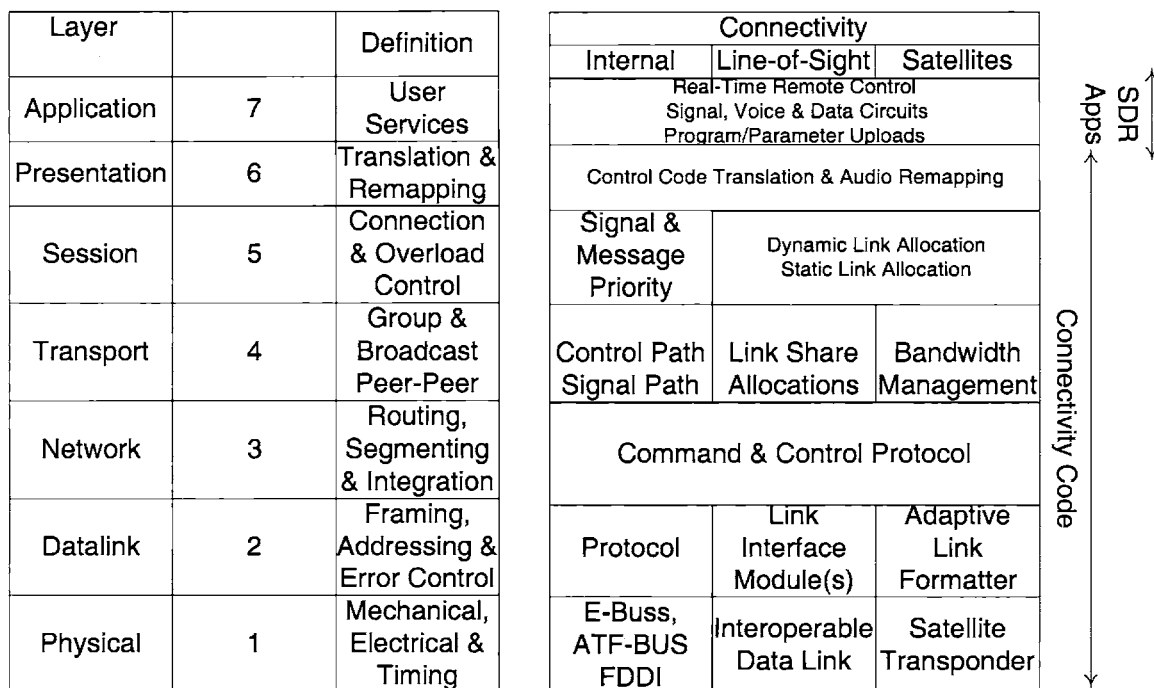 Layer
Definition
Connectivity
Internal
Line-of-Sight
Satellites
Application
7
User
Services
Real-Time Remote Control
Signal, Voice & Data Circuits
Program/Parameter Uploads
SDR
Apps
Presentation
6
Translation &
Remapping
Control Code Translation & Audio Remapping
Session
5
Connection
& Overload
Control
Signal &
Message
Priority
Dynamic Link Allocation
Static Link Allocation
Transport
4
Group &
Broadcast
Peer-Peer
Control Path
Signal Path
Link Share
Allocations
Bandwidth
Management
Network
3
Routing,
Segmenting
& Integration
Command & Control Protocol
Connectivity Code
Datalink
2
Framing,
Addressing &
Error Control
Protocol
Link
Interface
Module(s)
Adaptive
Link
Formatter
Physical
1
Mechanical,
Electrical &
Timing
E-Buss,
ATF-BUS
FDDI
Interoperable
Data Link
Satellite
Transponder